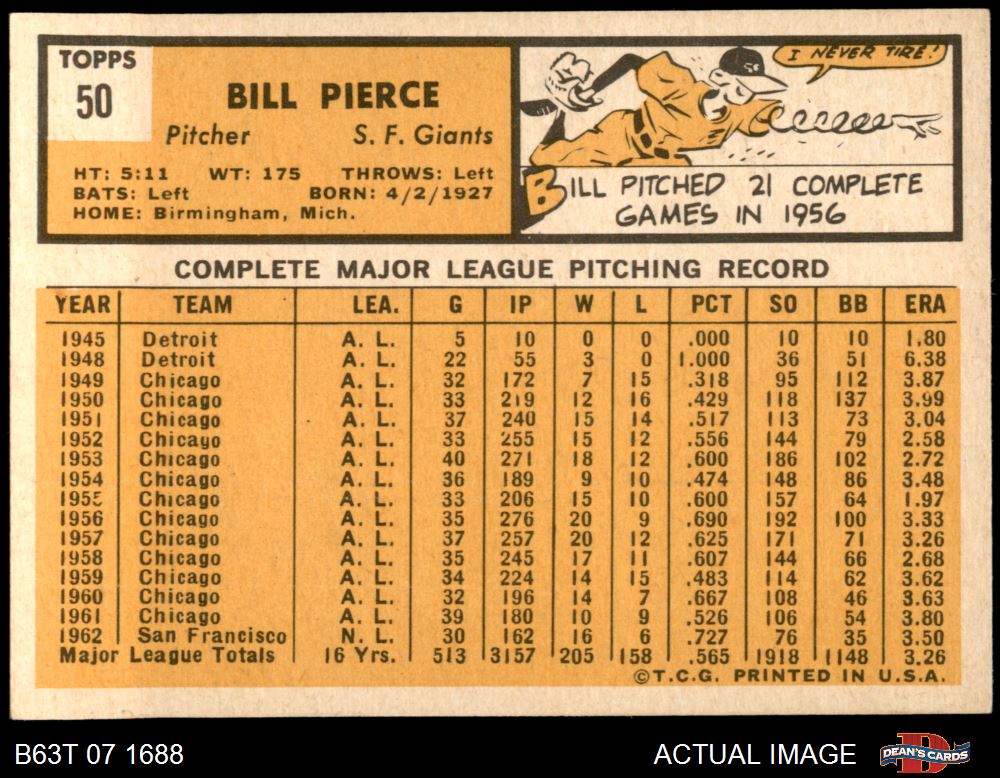 TOPPS
50
BILL PIERCE
Pitcher S. F. Giants
HT: 5:11 WT: 175 THROWS: Left
BATS: Left BORN: 4/2/1927
HOME: Birmingham, Mich.
I NEVER TIRE!
BILL PITCHED 21 COMPLETE
GAMES IN 1956
COMPLETE MAJOR LEAGUE PITCHING RECORD
YEAR TEAM LEA. G IP W L PCT SO BB ERA
1945 Detroit A. L. 5 10 0 0 .000 10 10 1.80
1948 Detroit A. L. 22 55 3 0 1.000 36 51 6.38
1949 Chicago A. L. 32 172 7 15 .318 95 112 3.87
1950 Chicago A. L. 33 219 12 16 .429 118 137 3.99
1951 Chicago A. L. 37 240 15 14 .517 113 73 3.04
1952 Chicago A. L. 33 255 15 12 .556 144 79 2.58
1953 Chicago A. L. 40 271 18 12 .600 186 102 2.72
1954 Chicago A. L. 36 189 9 10 .474 148 86 3.48
1955 Chicago A. L. 33 206 15 10 .600 157 64 1.97
1956 Chicago A. L. 35 276 20 9 .690 192 100 3.33
1957 Chicago A. L. 37 257 20 12 .625 171 71 3.26
1958 Chicago A. L. 35 245 17 11 .607 144 66 2.68
1959 Chicago A. L. 34 224 14 15 .483 114 62 3.62
1960 Chicago A. L. 32 196 14 7 .667 108 46 3.63
1961 Chicago A. L. 39 180 10 9 .526 106 54 3.80
1962 San Francisco N. L. 30 162 16 6 .727 76 35 3.50
Major League Totals 16 Yrs. 513 3157 205 158 .565 1918 1148 3.26
©T.C.G. PRINTED IN U.S.A.
B63T 07 1688 ACTUAL IMAGE DEAN'S CARDS